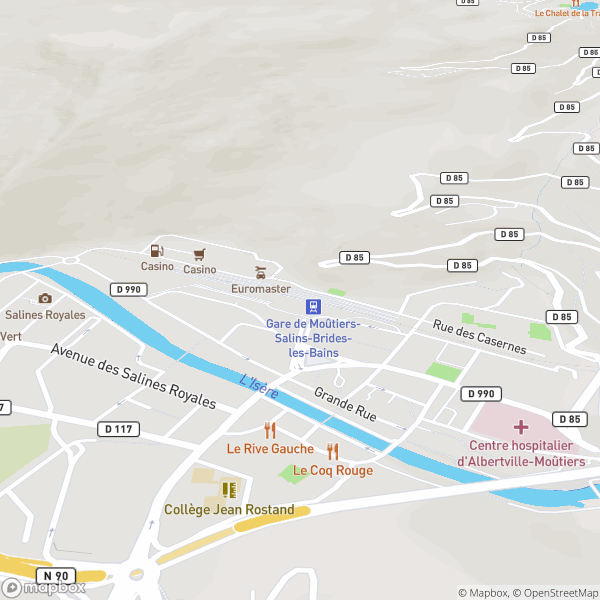 Le Chalet de la Tra
D 85
D 85
D 86
D 85
D 85
D 85
D 85
D 85
D 85
D 85
D 85
D 85
Casino
Casino
Euromaster
D 990
Salines Royales
Vert
Gare de Moûtiers-
Salins-Brides-
les-Bains
D 85
Rue des Casernes
Avenue des Salines Royales
L'Isère
Grande Rue
D 990
D 85
D 117
Le Rive Gauche
Le Coq Rouge
Centre hospitalier
d'Albertville-Moûtiers
Collège Jean Rostand
N 90
mapbox
© Mapbox, © OpenStreetMap